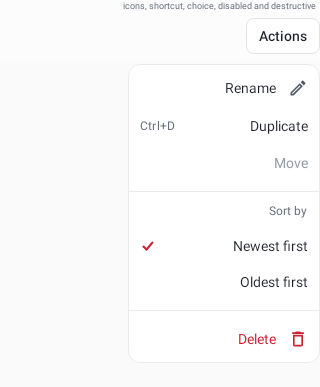 icons, shortcut, choice, disabled and destructive
Actions
Rename
Ctrl+D Duplicate
Move
Sort by
Newest first
Oldest first
Delete